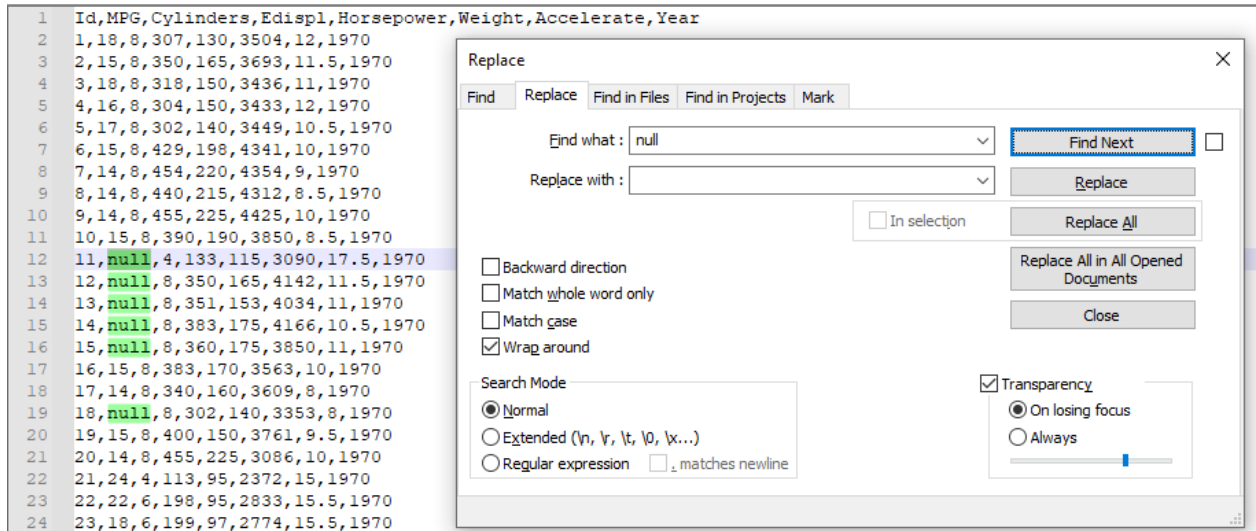 1 Id,MPG,Cylinders,Edispl,Horsepower,Weight,Accelerate,Year
2 1,18,8,307,130,3504,12,1970
3 2,15,8,350,165,3693,11.5,1970
4 3,18,8,318,150,3436,11,1970
5 4,16,8,304,150,3433,12,1970
6 5,17,8,302,140,3449,10.5,1970
7 6,15,8,429,198,4341,10,1970
8 7,14,8,454,220,4354,9,1970
9 8,14,8,440,215,4312,8.5,1970
10 9,14,8,455,225,4425,10,1970
11 10,15,8,390,190,3850,8.5,1970
12 11,null,4,133,115,3090,17.5,1970
13 12,null,8,350,165,4142,11.5,1970
14 13,null,8,351,153,4034,11,1970
15 14,null,8,383,175,4166,10.5,1970
16 15,null,8,360,175,3850,11,1970
17 16,15,8,383,170,3563,10,1970
18 17,14,8,340,160,3609,8,1970
19 18,null,8,302,140,3353,8,1970
20 19,15,8,400,150,3761,9.5,1970
21 20,14,8,455,225,3086,10,1970
22 21,24,4,113,95,2372,15,1970
23 22,22,6,198,95,2833,15.5,1970
24 23,18,6,199,97,2774,15.5,1970
Replace
Find Replace Find in Files Find in Projects Mark
Find what : null Find Next
Replace with : Replace
In selection Replace All
Replace All in All Opened
Documents
Close
Backward direction
Match whole word only
Match case
Wrap around
Search Mode
Normal
Extended (\n, \r, \t, \0, \x...)
Regular expression . matches newline
Transparency
On losing focus
Always